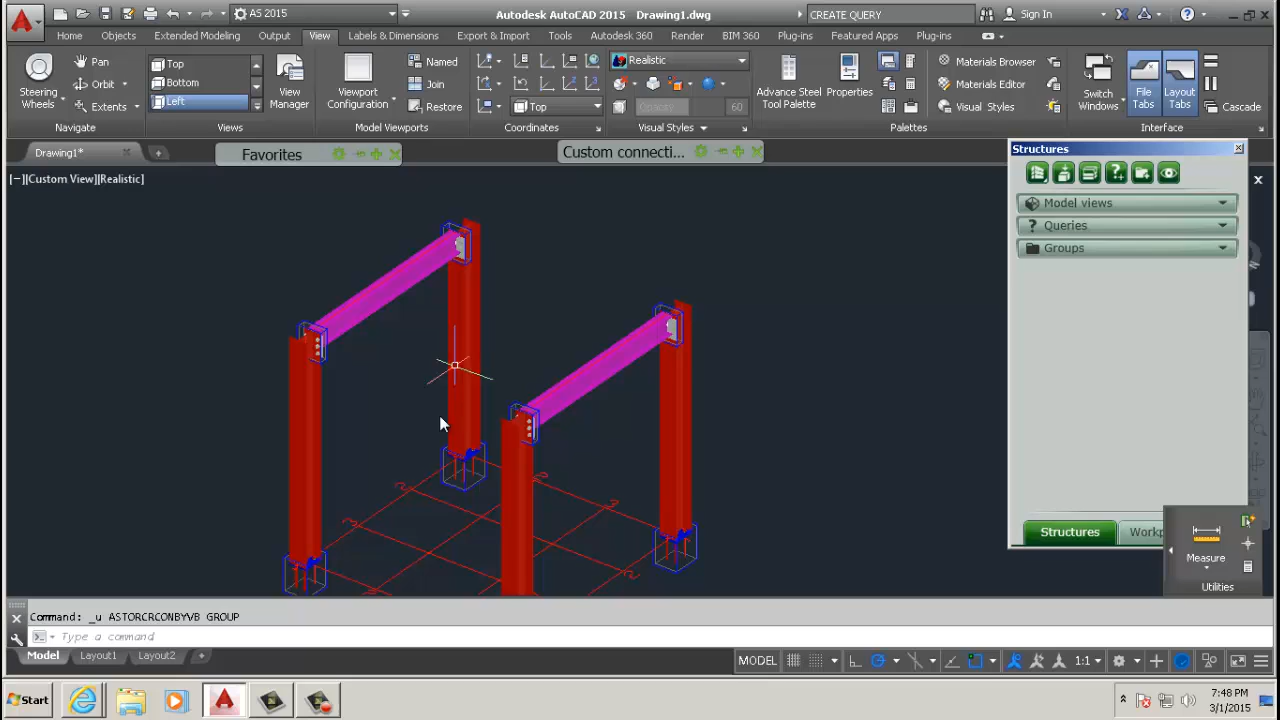 AS 2015
Autodesk AutoCAD 2015 Drawing1.dwg
CREATE QUERY
Sign In
Home
Objects
Extended Modeling
Output
View
Labels & Dimensions
Export & Import
Tools
Autodesk 360
Render
BIM 360
Plug-ins
Featured Apps
Plug-ins
Steering Wheels
Pan
Orbit
Extents
Navigate
Top
Bottom
Left
View Manager
Views
Viewport Configuration
Named
Join
Restore
Model Viewports
Top
Coordinates
Realistic
Opacity
60
Visual Styles
Advance Steel Tool Palette
Properties
Materials Browser
Materials Editor
Visual Styles
Palettes
Switch Windows
File Tabs
Layout Tabs
Cascade
Interface
Drawing1*
Favorites
Custom connecti...
[−][Custom View][Realistic]
Structures
Model views
? Queries
Groups
Structures
Workp
Measure
Utilities
Command: _u ASTORCRCONBYVB GROUP
Type a command
Model
Layout1
Layout2
+
MODEL
1:1
Start
7:48 PM
3/1/2015